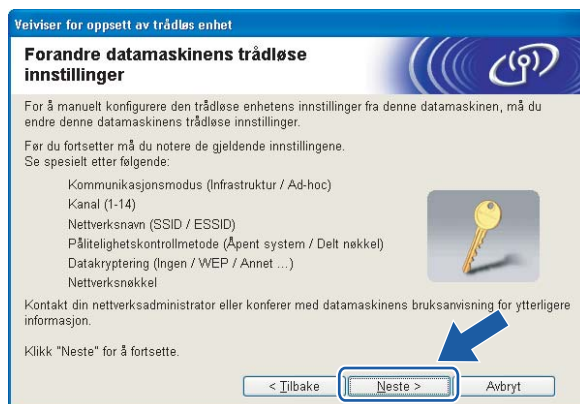 Veiviser for oppsett av trådløs enhet
Forandre datamaskinens trådløse
innstillinger
For å manuelt konfigurere den trådløse enhetens innstillinger fra denne datamaskinen, må du
endre denne datamaskinens trådløse innstillinger.
Før du fortsetter må du notere de gjeldende innstillingene.
Se spesielt etter følgende:
Kommunikasjonsmodus (Infrastruktur / Ad-hoc)
Kanal (1-14)
Nettverksnavn (SSID / ESSID)
Pålitelighetskontrollmetode (Åpent system / Delt nøkkel)
Datakryptering (Ingen / WEP / Annet ...)
Nettverksnøkkel
Kontakt din nettverksadministrator eller konferer med datamaskinens bruksanvisning for ytterligere
informasjon.
Klikk "Neste" for å fortsette.
< Tilbake Neste > Avbryt